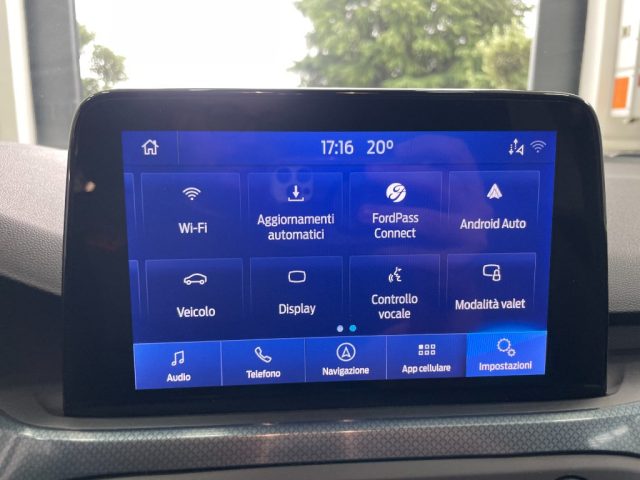 17:16 20°
Wi-Fi
Aggiornamenti
automatici
FordPass
Connect
Android Auto
Veicolo
Display
Controllo
vocale
Modalità valet
Audio
Telefono
Navigazione
App cellulare
Impostazioni